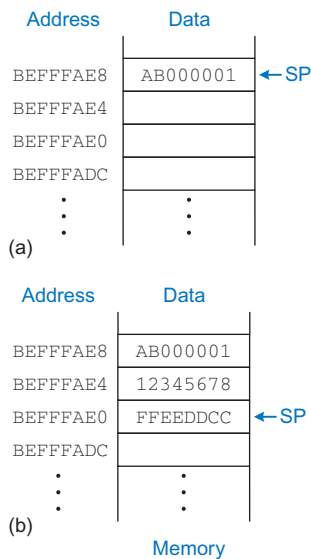 Address Data
BEFFFAE8 AB000001 SP
BEFFFAE4
BEFFFAE0
BEFFFADC
(a)
Address Data
BEFFFAE8 AB000001
BEFFFAE4 12345678
BEFFFAE0 FFEEDDCC SP
BEFFFADC
(b)
Memory